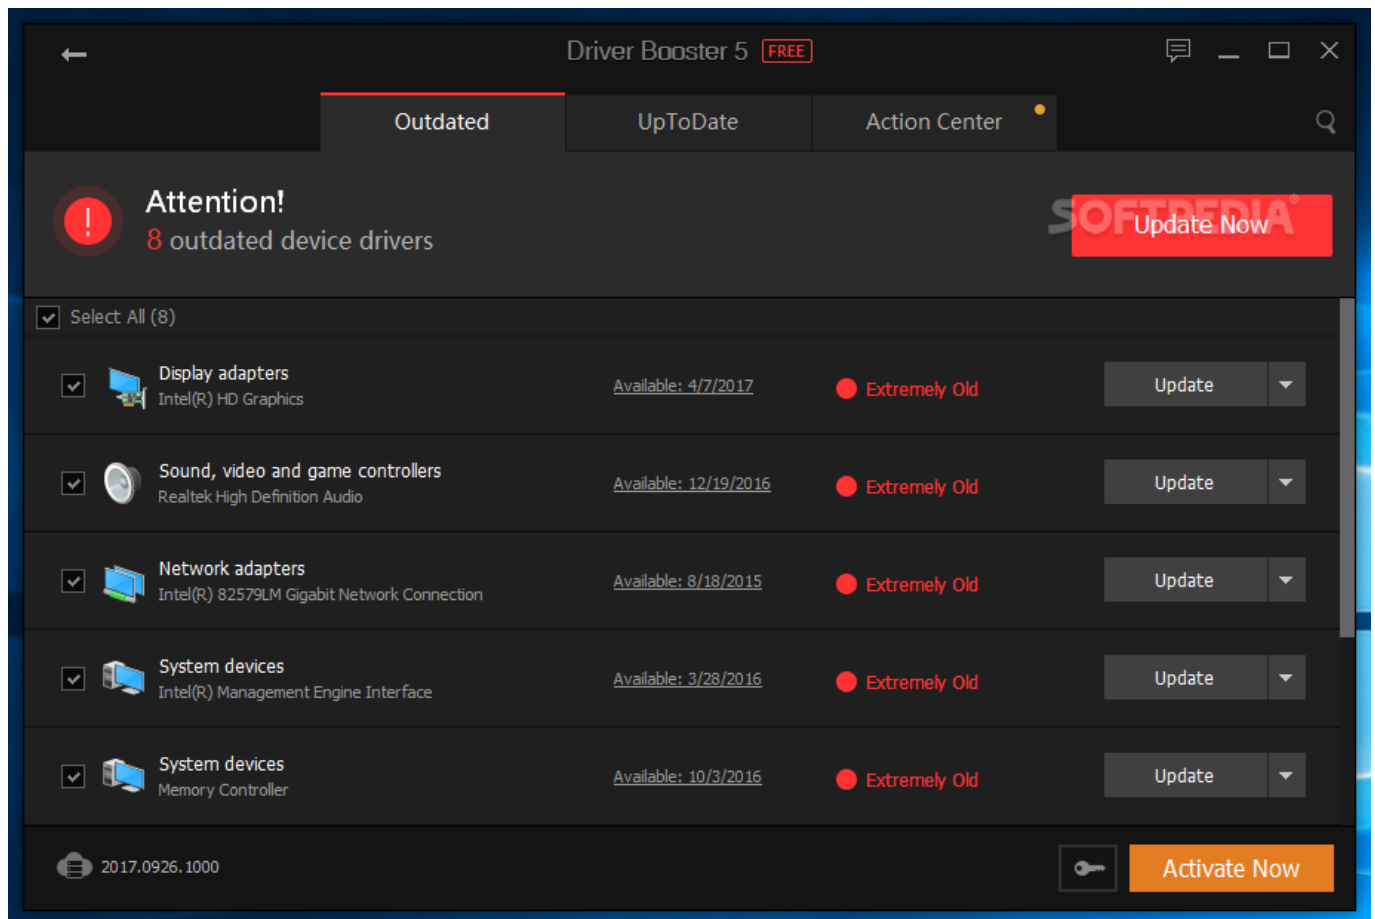 Driver Booster 5 FREE
Outdated
UpToDate
Action Center
Attention!
8 outdated device drivers
SOFTPEDIA®
Update Now
Select All (8)
Display adapters
Intel(R) HD Graphics
Available: 4/7/2017
Extremely Old
Update
Sound, video and game controllers
Realtek High Definition Audio
Available: 12/19/2016
Extremely Old
Update
Network adapters
Intel(R) 82579LM Gigabit Network Connection
Available: 8/18/2015
Extremely Old
Update
System devices
Intel(R) Management Engine Interface
Available: 3/28/2016
Extremely Old
Update
System devices
Memory Controller
Available: 10/3/2016
Extremely Old
Update
2017.0926.1000
Activate Now